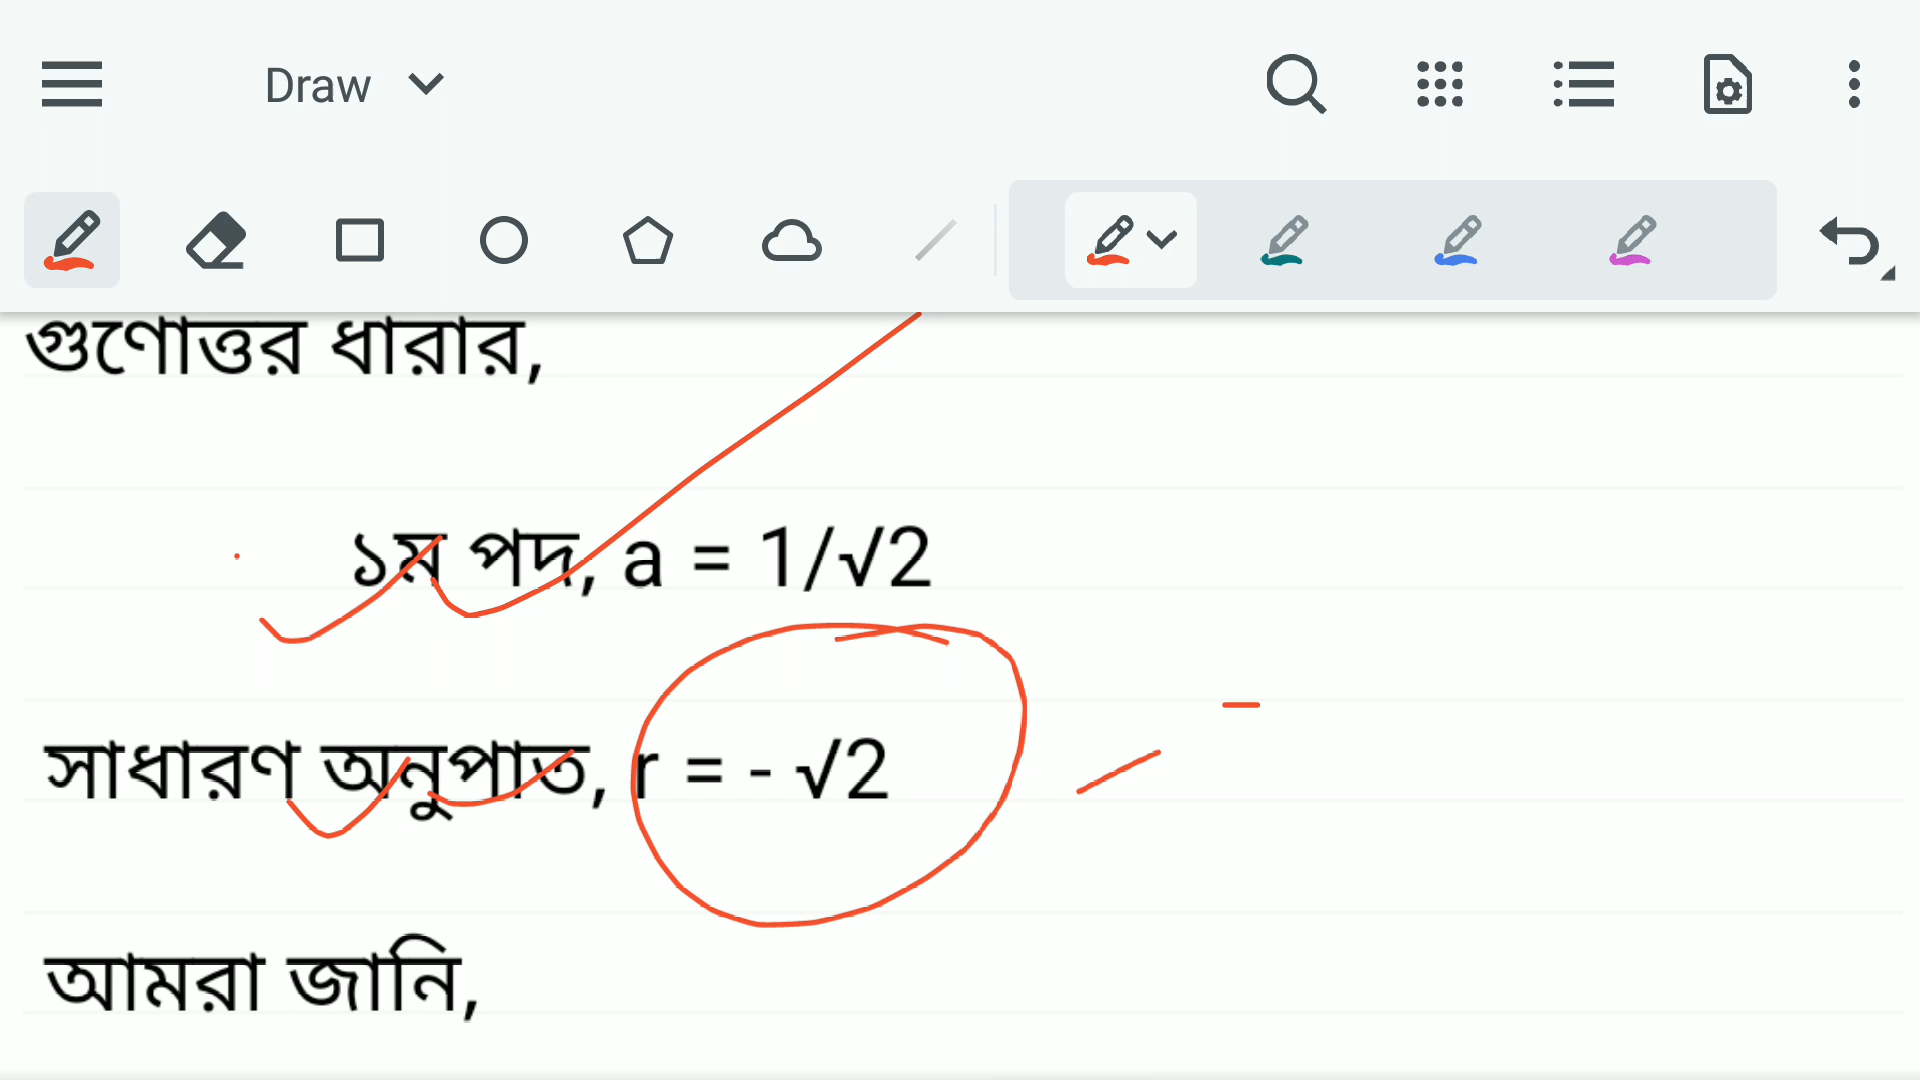 Draw
গুণোত্তর ধারার,
১ম পদ, a = 1/√2
সাধারণ অনুপাত, r = - √2
আমরা জানি,